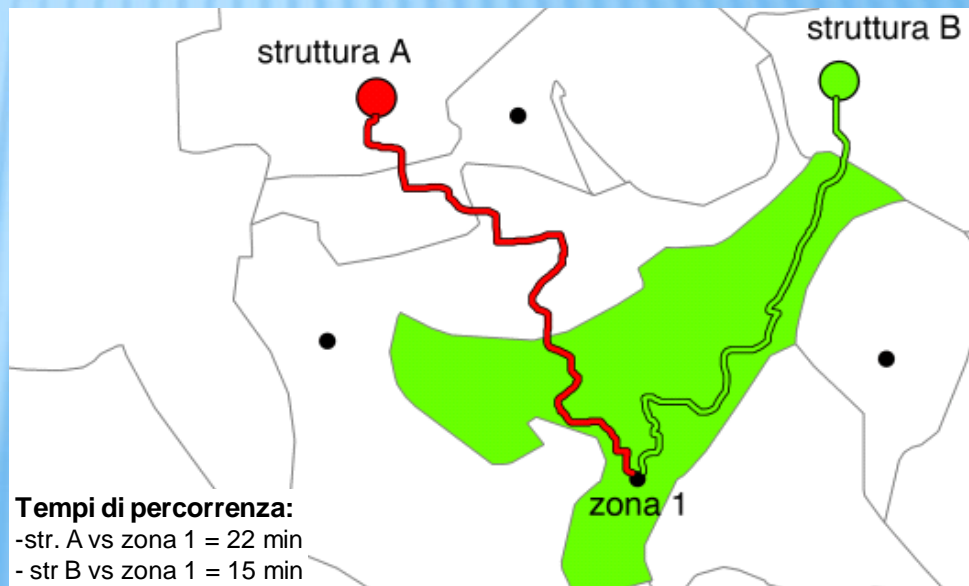 struttura B
struttura A
zona 1
Tempi di percorrenza:
-str. A vs zona 1 = 22 min
- str B vs zona 1 = 15 min